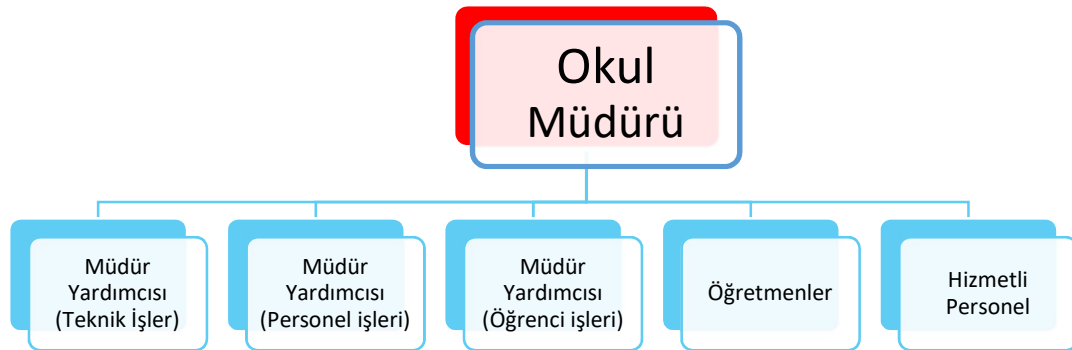 Okul
Müdürü
Müdür
Yardımcısı
(Teknik İşler)
Müdür
Yardımcısı
(Personel işleri)
Müdür
Yardımcısı
(Öğrenci işleri)
Öğretmenler
Hizmetli
Personel